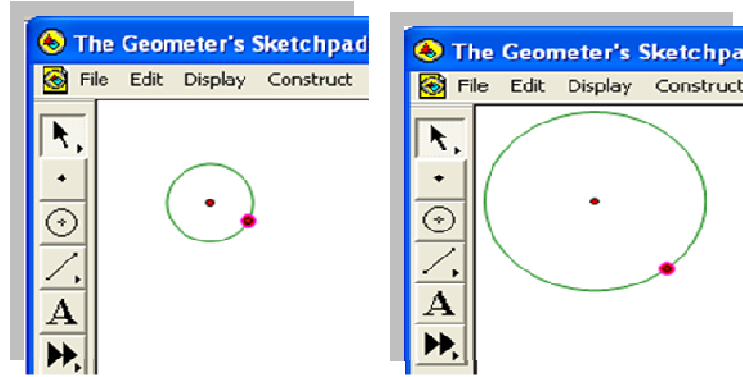 The Geometer's Sketchpad
File Edit Display Construct
A
The Geometer's Sketchpa
File Edit Display Construct
A